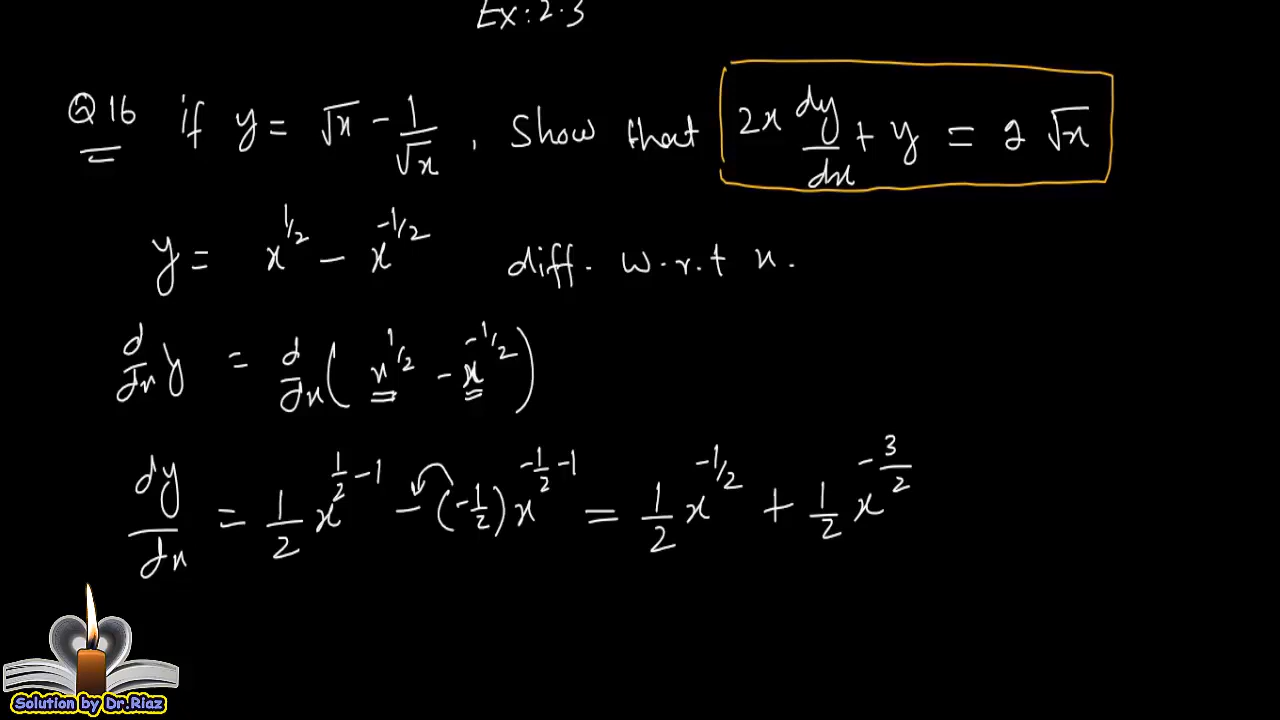 Ex: 2.3
Q16 if y = √x - 1/√x , Show that 2x dy/dx + y = 2 √x
y = x^1/2 - x^-1/2 diff. w.r.t x.
d/dx y = d/dx ( x^1/2 - x^-1/2 )
dy/dx = 1/2 x^1/2-1 - (-1/2) x^-1/2-1 = 1/2 x^-1/2 + 1/2 x^-3/2
Solution by Dr.Riaz